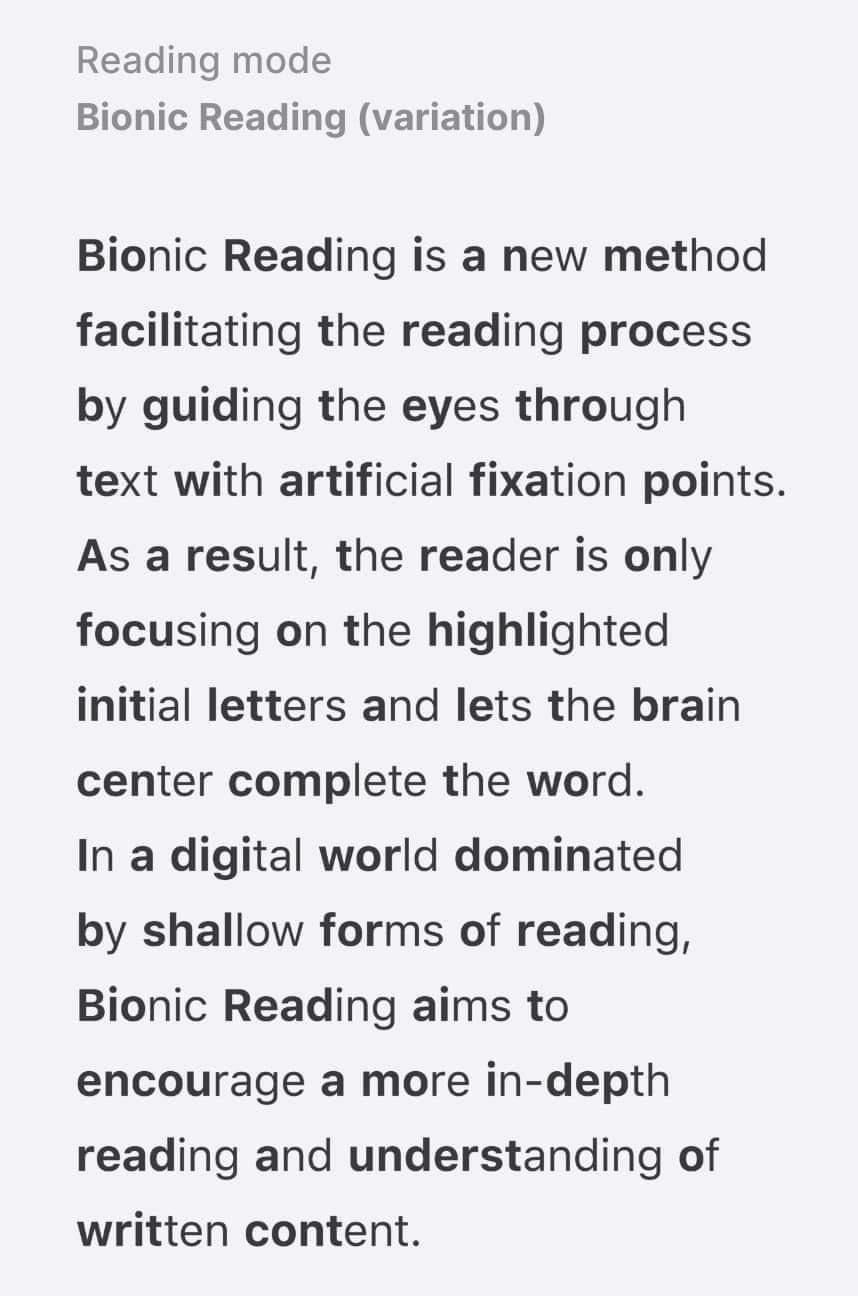 Reading mode
Bionic Reading (variation)
Bionic Reading is a new method
facilitating the reading process
by guiding the eyes through
text with artificial fixation points.
As a result, the reader is only
focusing on the highlighted
initial letters and lets the brain
center complete the word.
In a digital world dominated
by shallow forms of reading,
Bionic Reading aims to
encourage a more in-depth
reading and understanding of
written content.